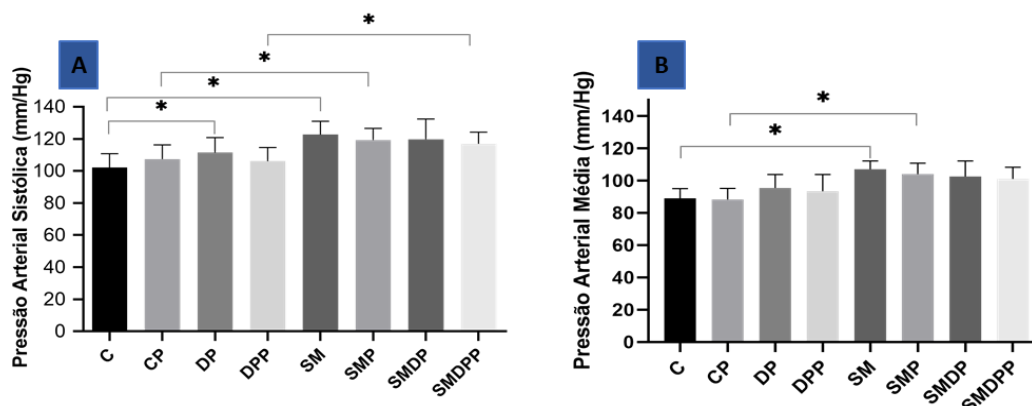 A
Pressão Arterial Sistólica (mm/Hg)
140
120
100
80
60
40
20
0
* * * *
C CP DP DPP SM SMP SMDP SMDPP
B
Pressão Arterial Média (mm/Hg)
140
120
100
80
60
40
20
0
* *
C CP DP DPP SM SMP SMDP SMDPP